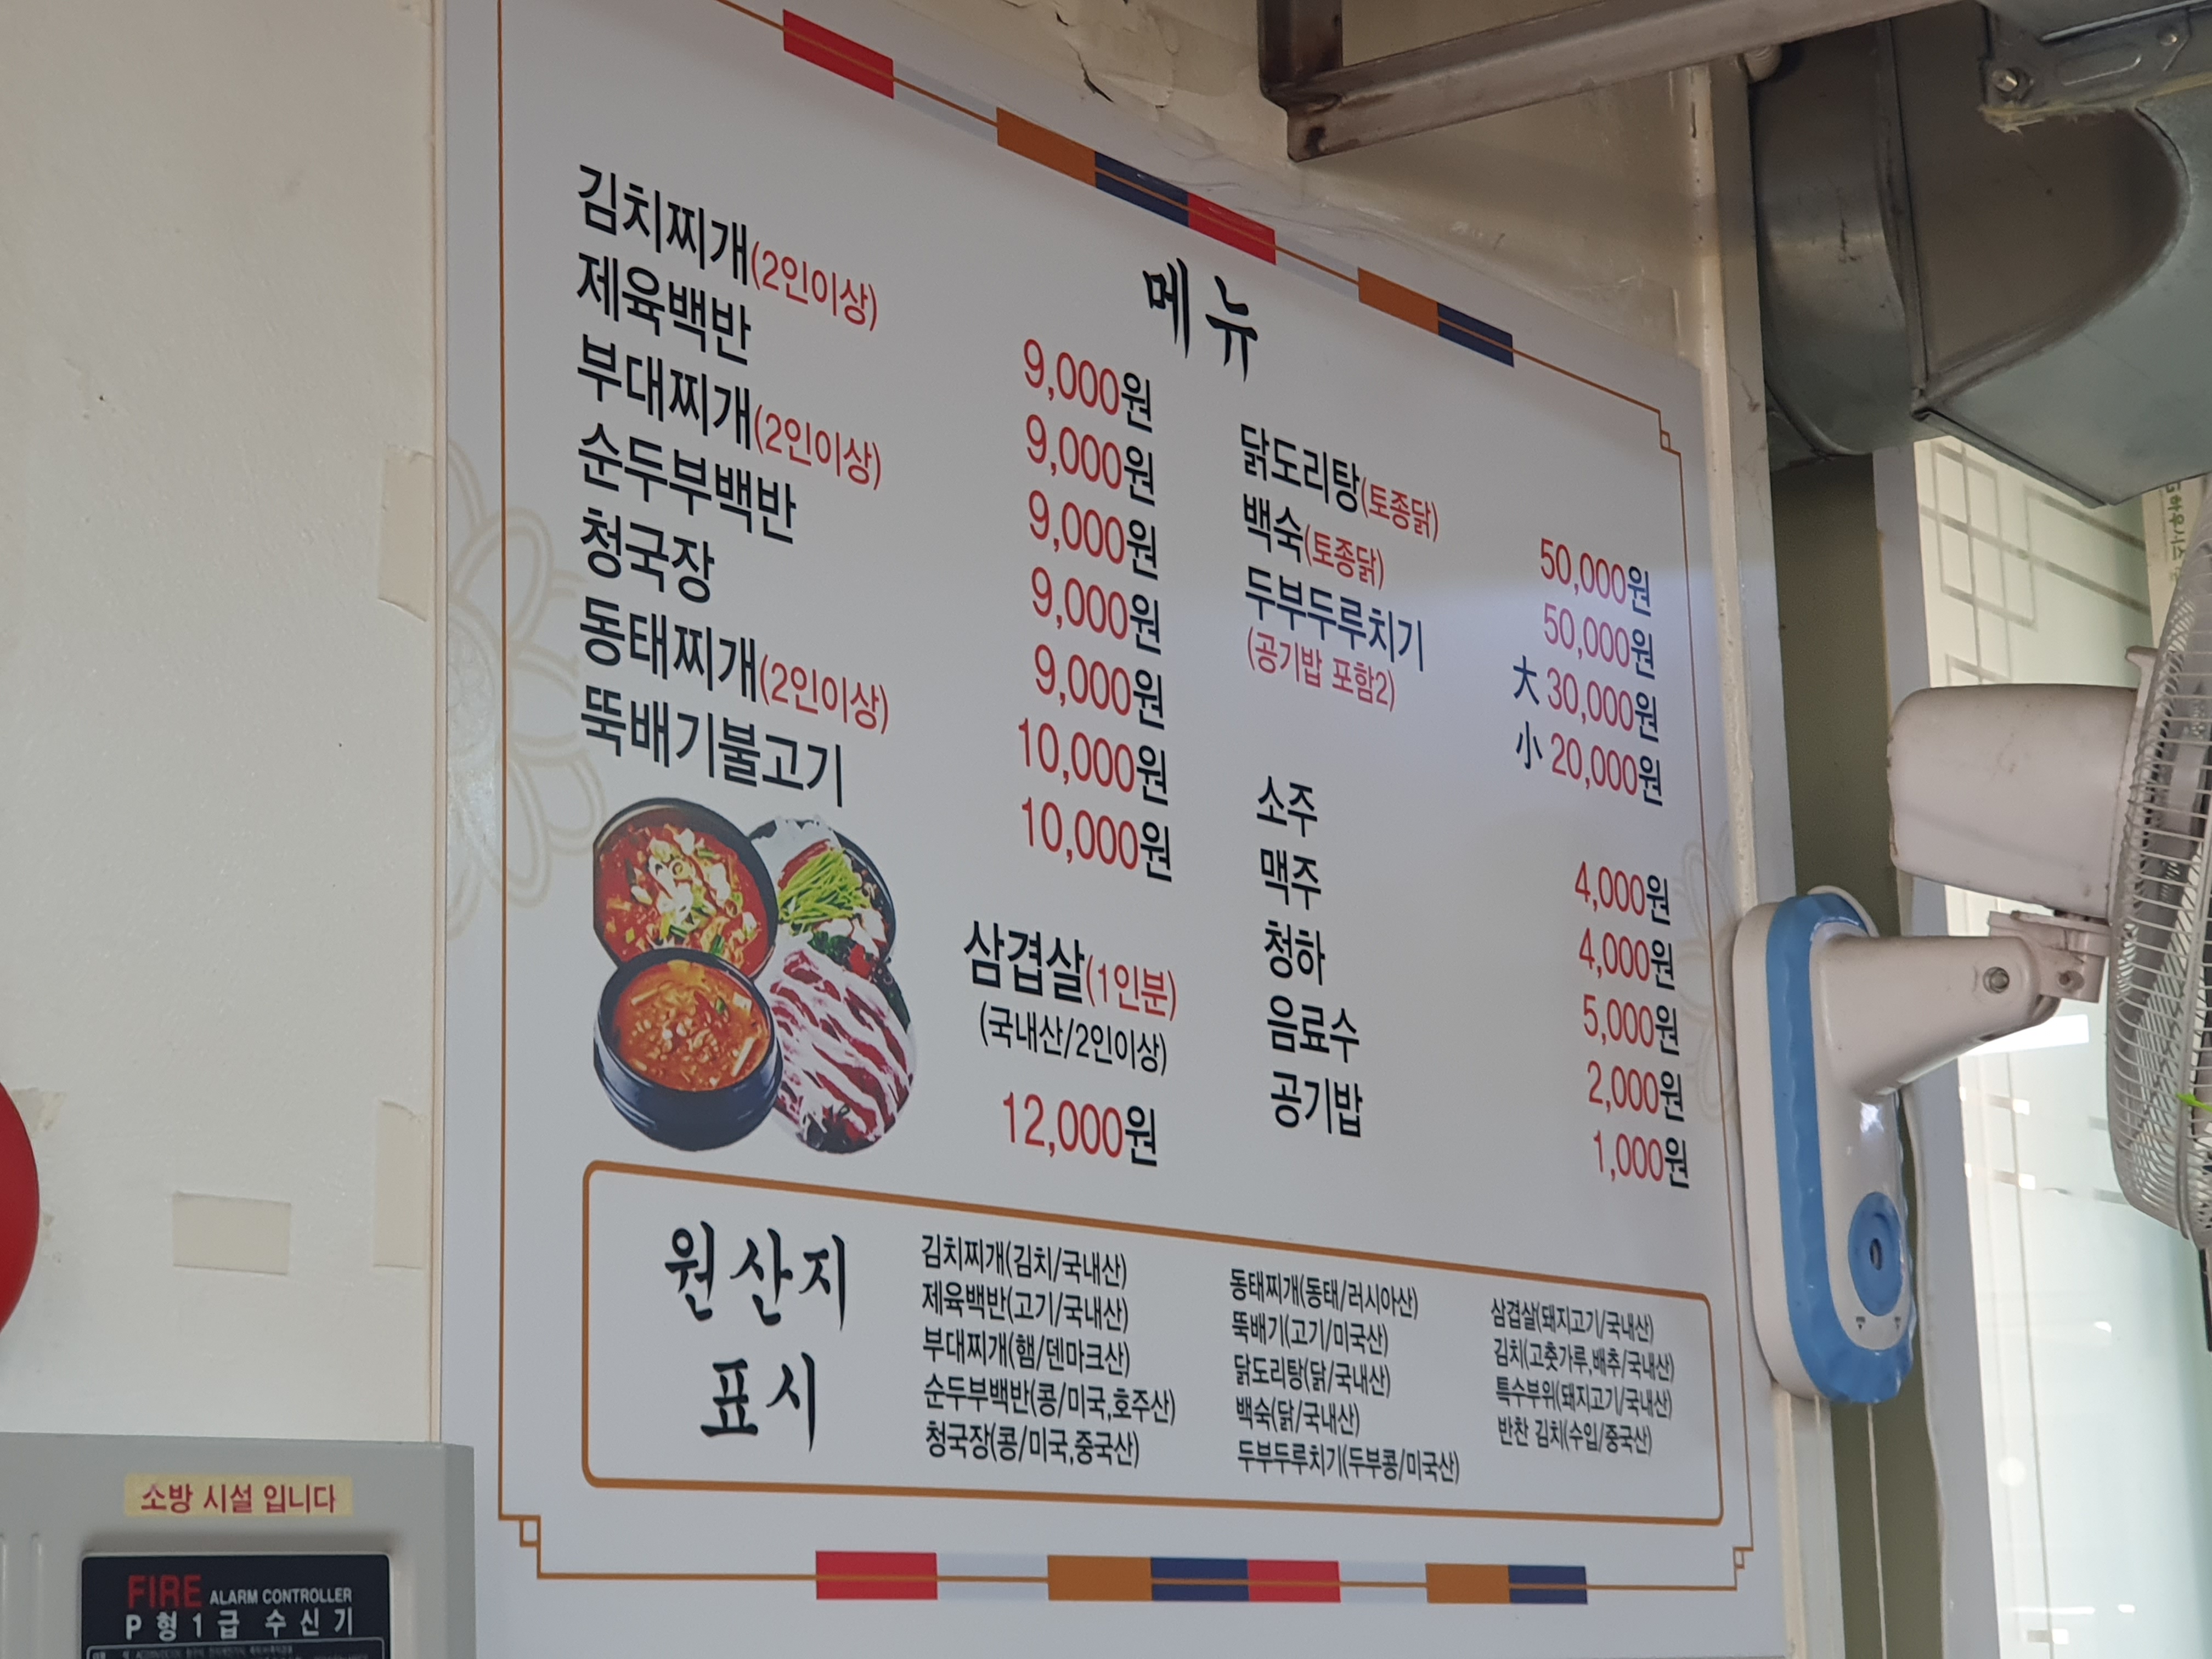 메뉴
김치찌개(2인이상) 9,000원
제육백반 9,000원
부대찌개(2인이상) 9,000원
순두부백반 9,000원
청국장 9,000원
동태찌개(2인이상) 10,000원
뚝배기불고기 10,000원
삼겹살(1인분)
(국내산/2인이상)
12,000원
닭도리탕(토종닭) 50,000원
백숙(토종닭) 50,000원
두부두루치기 大 30,000원
(공기밥 포함2) 小 20,000원
소주 4,000원
맥주 4,000원
청하 5,000원
음료수 2,000원
공기밥 1,000원
원산지
표시
김치찌개(김치/국내산)
제육백반(고기/국내산)
부대찌개(햄/덴마크산)
순두부백반(콩/미국,호주산)
청국장(콩/미국,중국산)
동태찌개(동태/러시아산)
뚝배기(고기/미국산)
닭도리탕(닭/국내산)
백숙(닭/국내산)
두부두루치기(두부콩/미국산)
삼겹살(돼지고기/국내산)
김치(고춧가루,배추/국내산)
특수부위(돼지고기/국내산)
반찬 김치(수입/중국산)
소방 시설 입니다
FIRE ALARM CONTROLLER
P 형 1 급 수 신 기